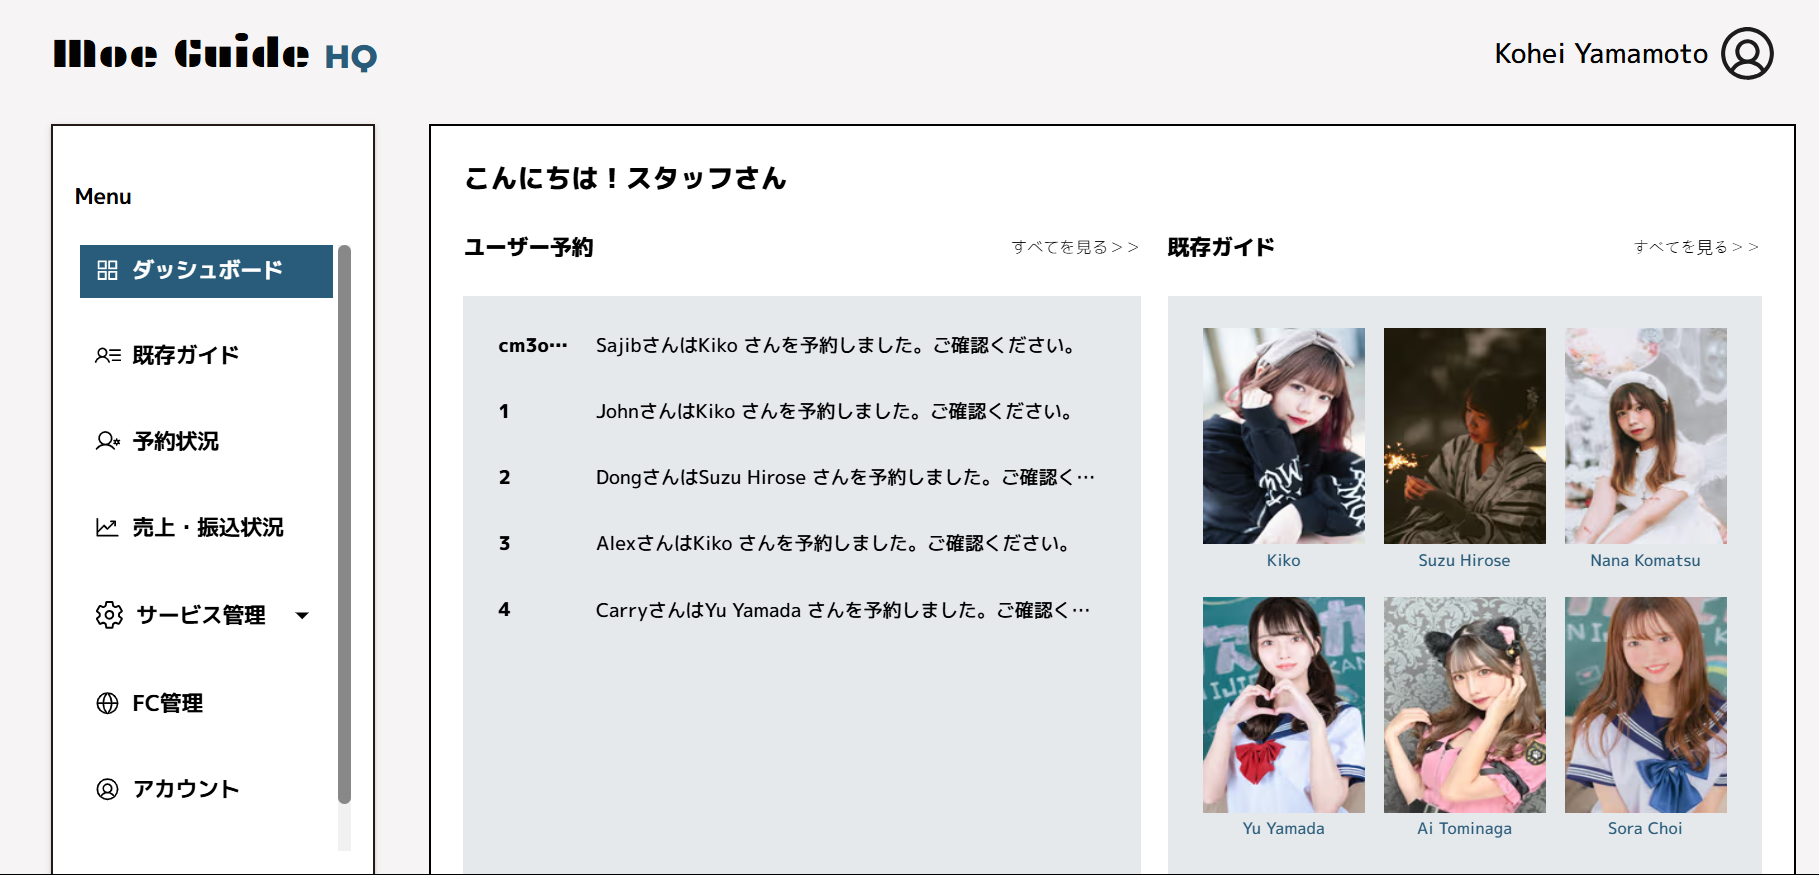 Moe Guide HQ
Kohei Yamamoto
Menu
ダッシュボード
既存ガイド
予約状況
売上・振込状況
サービス管理
FC管理
アカウント
こんにちは！スタッフさん
ユーザー予約
すべてを見る＞＞
cm3o… SajibさんはKiko さんを予約しました。ご確認ください。
1 JohnさんはKiko さんを予約しました。ご確認ください。
2 DongさんはSuzu Hirose さんを予約しました。ご確認く…
3 AlexさんはKiko さんを予約しました。ご確認ください。
4 CarryさんはYu Yamada さんを予約しました。ご確認く…
既存ガイド
すべてを見る＞＞
Kiko
Suzu Hirose
Nana Komatsu
Yu Yamada
Ai Tominaga
Sora Choi